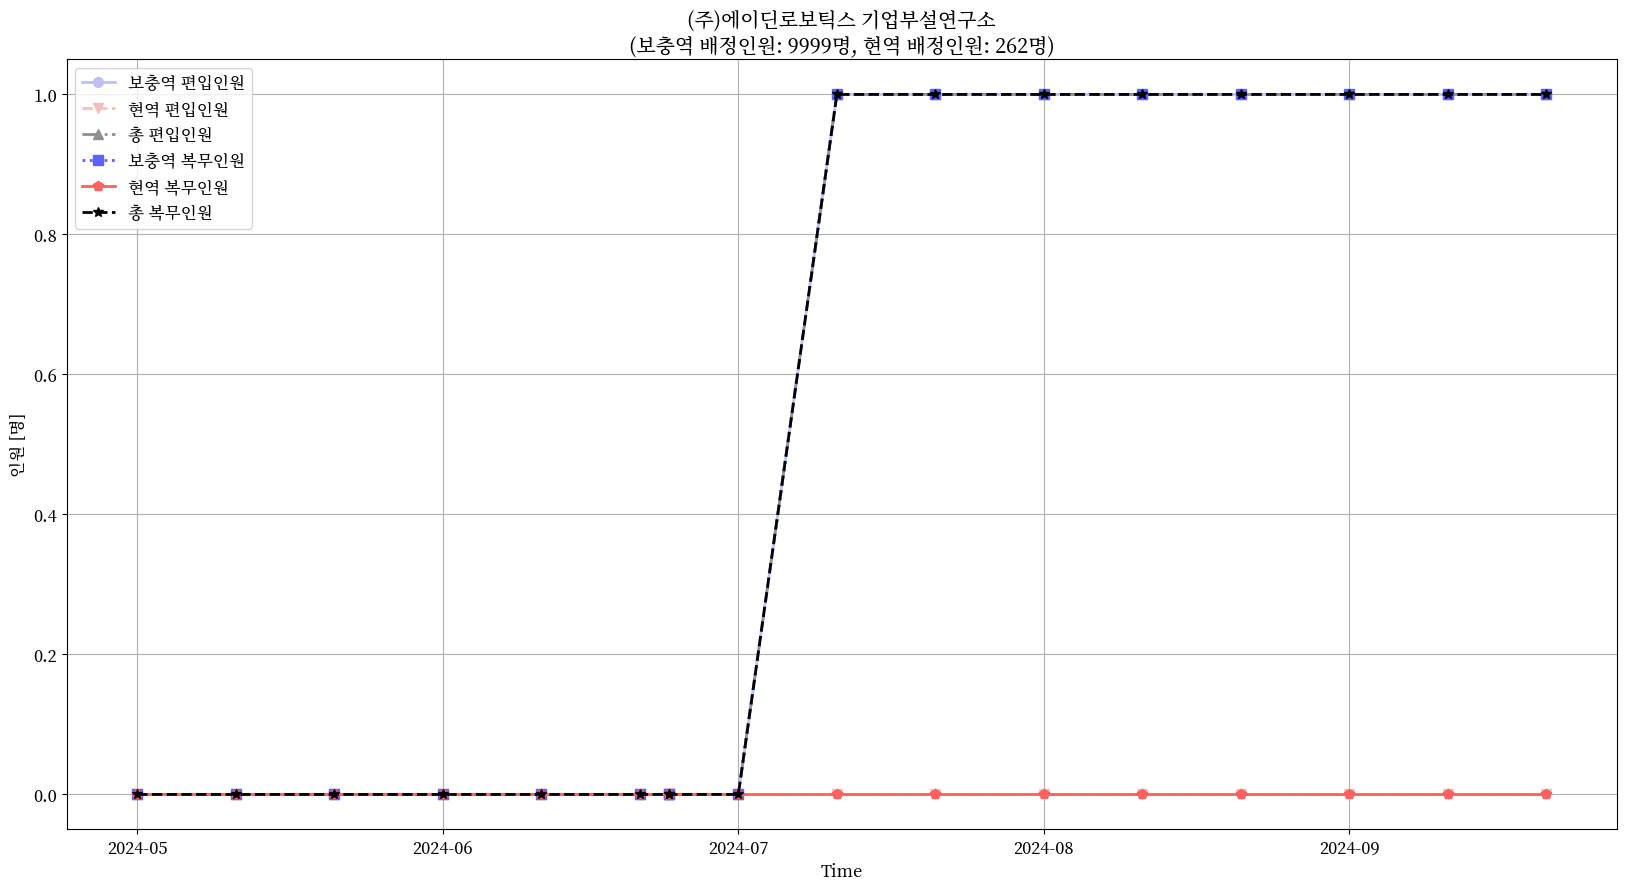 (주)에이딘로보틱스 기업부설연구소
(보충역 배정인원: 9999명, 현역 배정인원: 262명)
보충역 편입인원
현역 편입인원
총 편입인원
보충역 복무인원
현역 복무인원
총 복무인원
인원 [명]
1.0
0.8
0.6
0.4
0.2
0.0
2024-05
2024-06
2024-07
2024-08
2024-09
Time